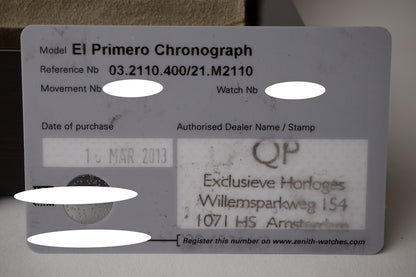 Model El Primero Chronograph
Reference Nb 03.2110.400/21.M2110
Movement Nb Watch Nb
Date of purchase Authorised Dealer Name / Stamp
MAR 2013
QP
Exclusieve Horloges
Willemsparkweg 154
1071 HS Amsterdam
Register this number on www.zenith-watches.com